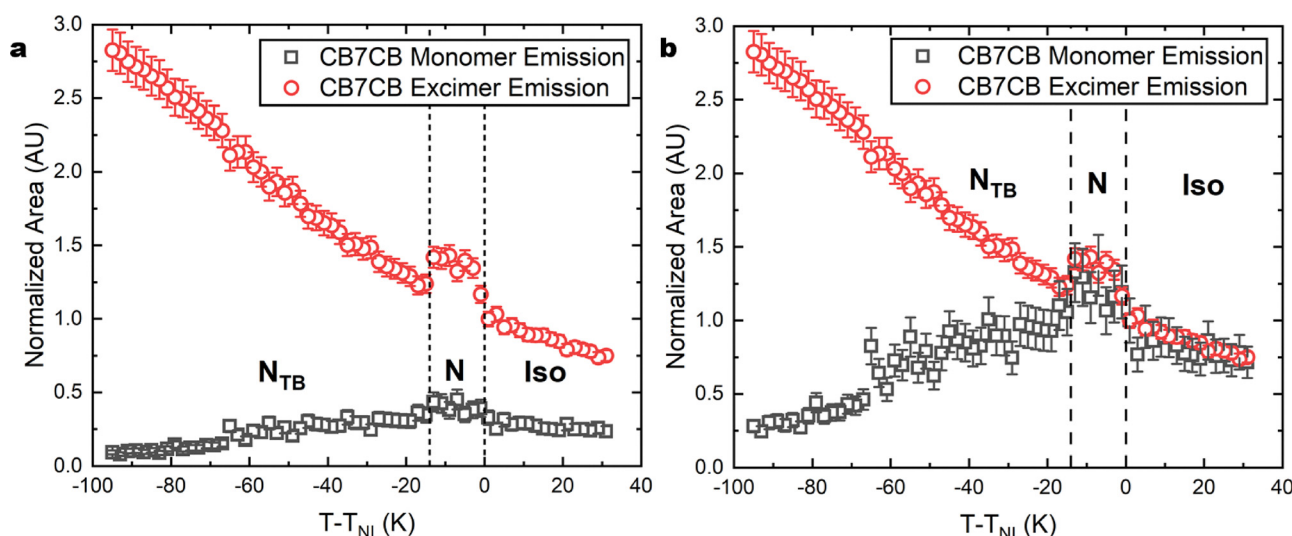 a
CB7CB Monomer Emission
CB7CB Excimer Emission
Normalized Area (AU)
3.0
2.5
2.0
1.5
1.0
0.5
0.0
N_TB
N
Iso
-100 -80 -60 -40 -20 0 20 40
T-T_NI (K)
b
CB7CB Monomer Emission
CB7CB Excimer Emission
Normalized Area (AU)
3.0
2.5
2.0
1.5
1.0
0.5
0.0
N_TB
N
Iso
-100 -80 -60 -40 -20 0 20 40
T-T_NI (K)